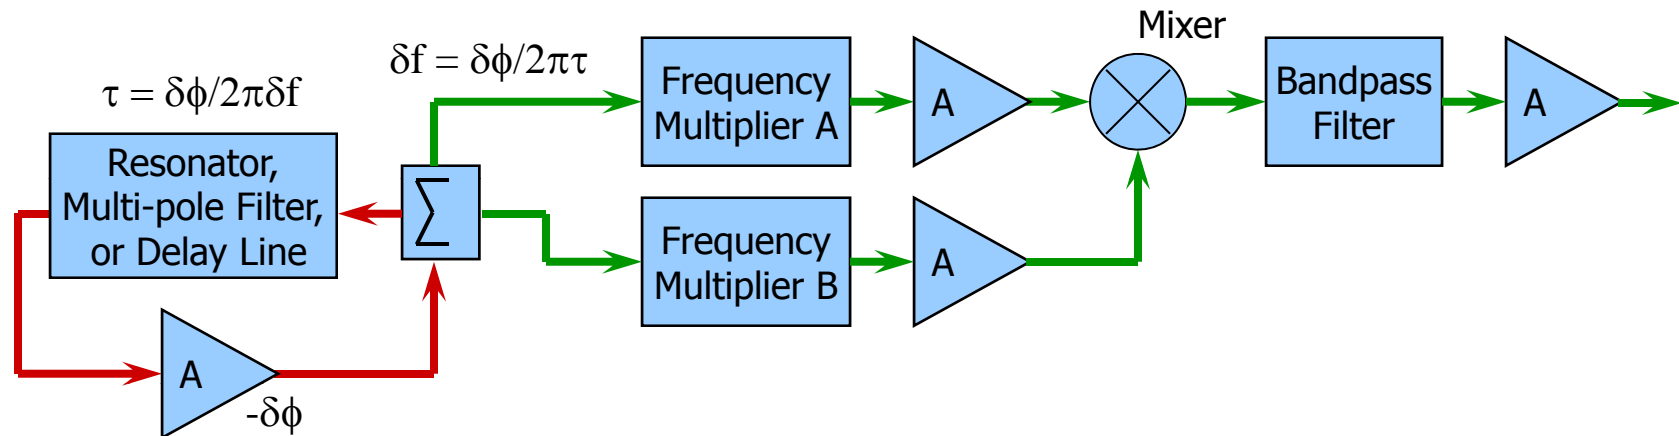 τ = δϕ/2πδf
Resonator,
Multi-pole Filter,
or Delay Line
A
-δϕ
∑
δf = δϕ/2πτ
Frequency
Multiplier A
A
Frequency
Multiplier B
A
Mixer
Bandpass
Filter
A